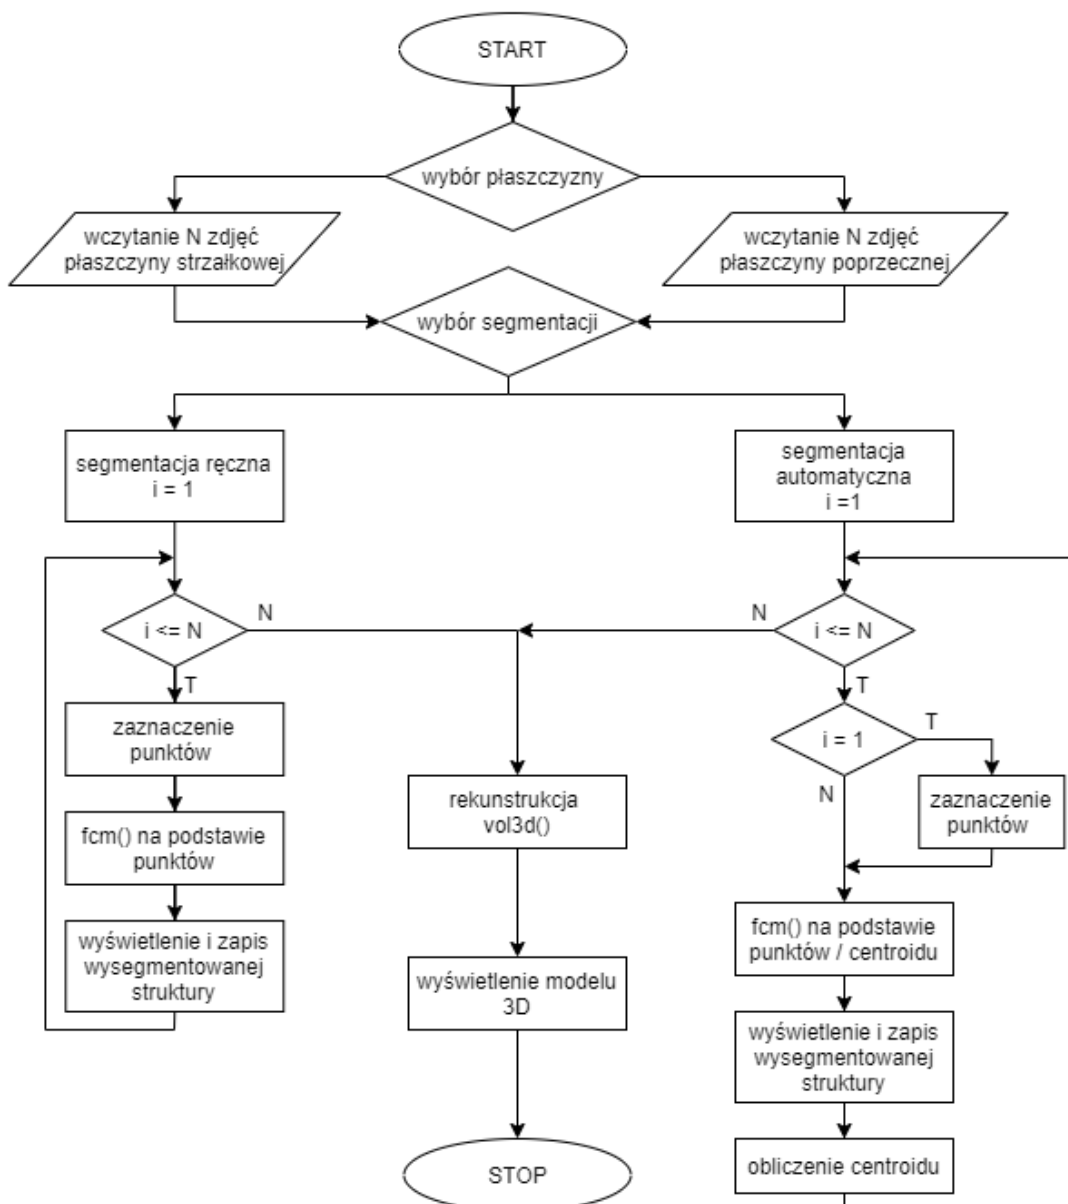 START
wybór płaszczyzny
wczytanie N zdjęć
płaszczyny strzałkowej
wczytanie N zdjęć
płaszczyny poprzecznej
wybór segmentacji
segmentacja ręczna
i = 1
segmentacja
automatyczna
i =1
i <= N
N
T
N
i <= N
T
zaznaczenie
punktów
i = 1
T
N
zaznaczenie
punktów
rekunstrukcja
vol3d()
fcm() na podstawie
punktów
fcm() na podstawie
punktów / centroidu
wyświetlenie i zapis
wysegmentowanej
struktury
wyświetlenie modelu
3D
wyświetlenie i zapis
wysegmentowanej
struktury
STOP
obliczenie centroidu